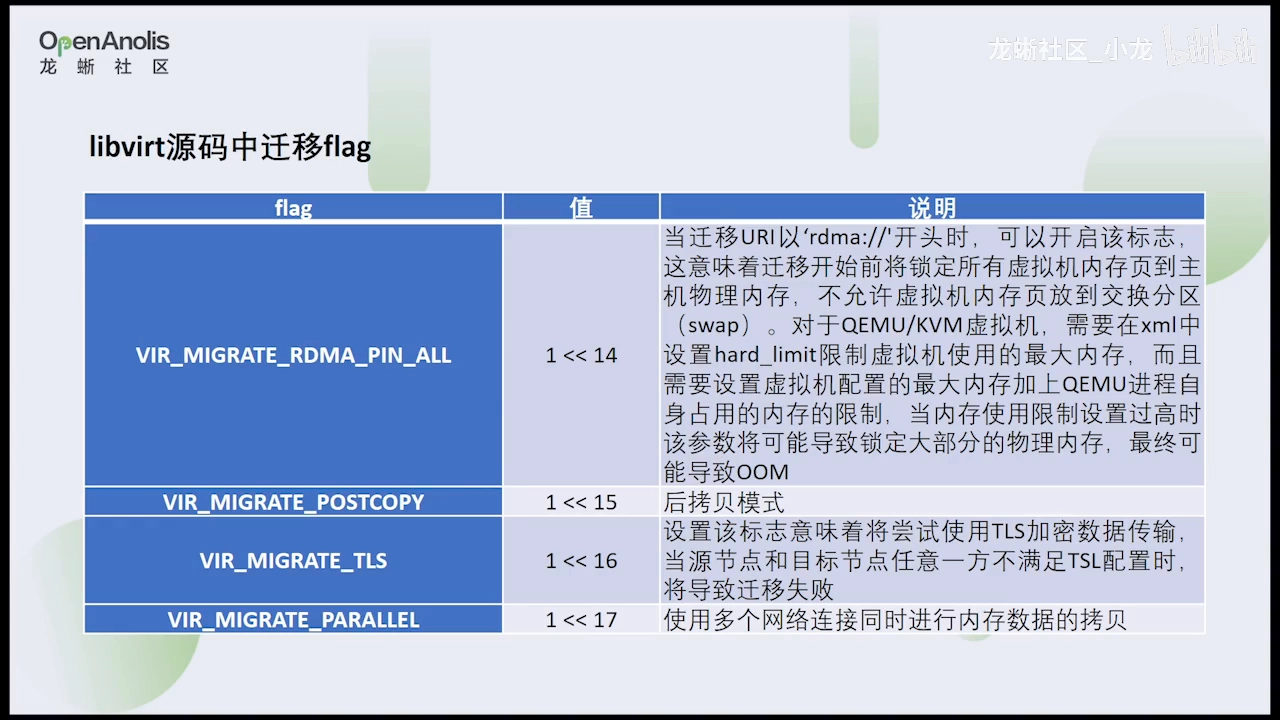 OpenAnolis
龙蜥社区
龙蜥社区_小龙 bilibili
libvirt源码中迁移flag
flag 值 说明
VIR_MIGRATE_RDMA_PIN_ALL 1 << 14
当迁移URI以‘rdma://'开头时，可以开启该标志，
这意味着迁移开始前将锁定所有虚拟机内存页到主
机物理内存，不允许虚拟机内存页放到交换分区
（swap）。对于QEMU/KVM虚拟机，需要在xml中
设置hard_limit限制虚拟机使用的最大内存，而且
需要设置虚拟机配置的最大内存加上QEMU进程自
身占用的内存的限制，当内存使用限制设置过高时
该参数将可能导致锁定大部分的物理内存，最终可
能导致OOM
VIR_MIGRATE_POSTCOPY 1 << 15 后拷贝模式
VIR_MIGRATE_TLS 1 << 16
设置该标志意味着将尝试使用TLS加密数据传输，
当源节点和目标节点任意一方不满足TSL配置时，
将导致迁移失败
VIR_MIGRATE_PARALLEL 1 << 17 使用多个网络连接同时进行内存数据的拷贝